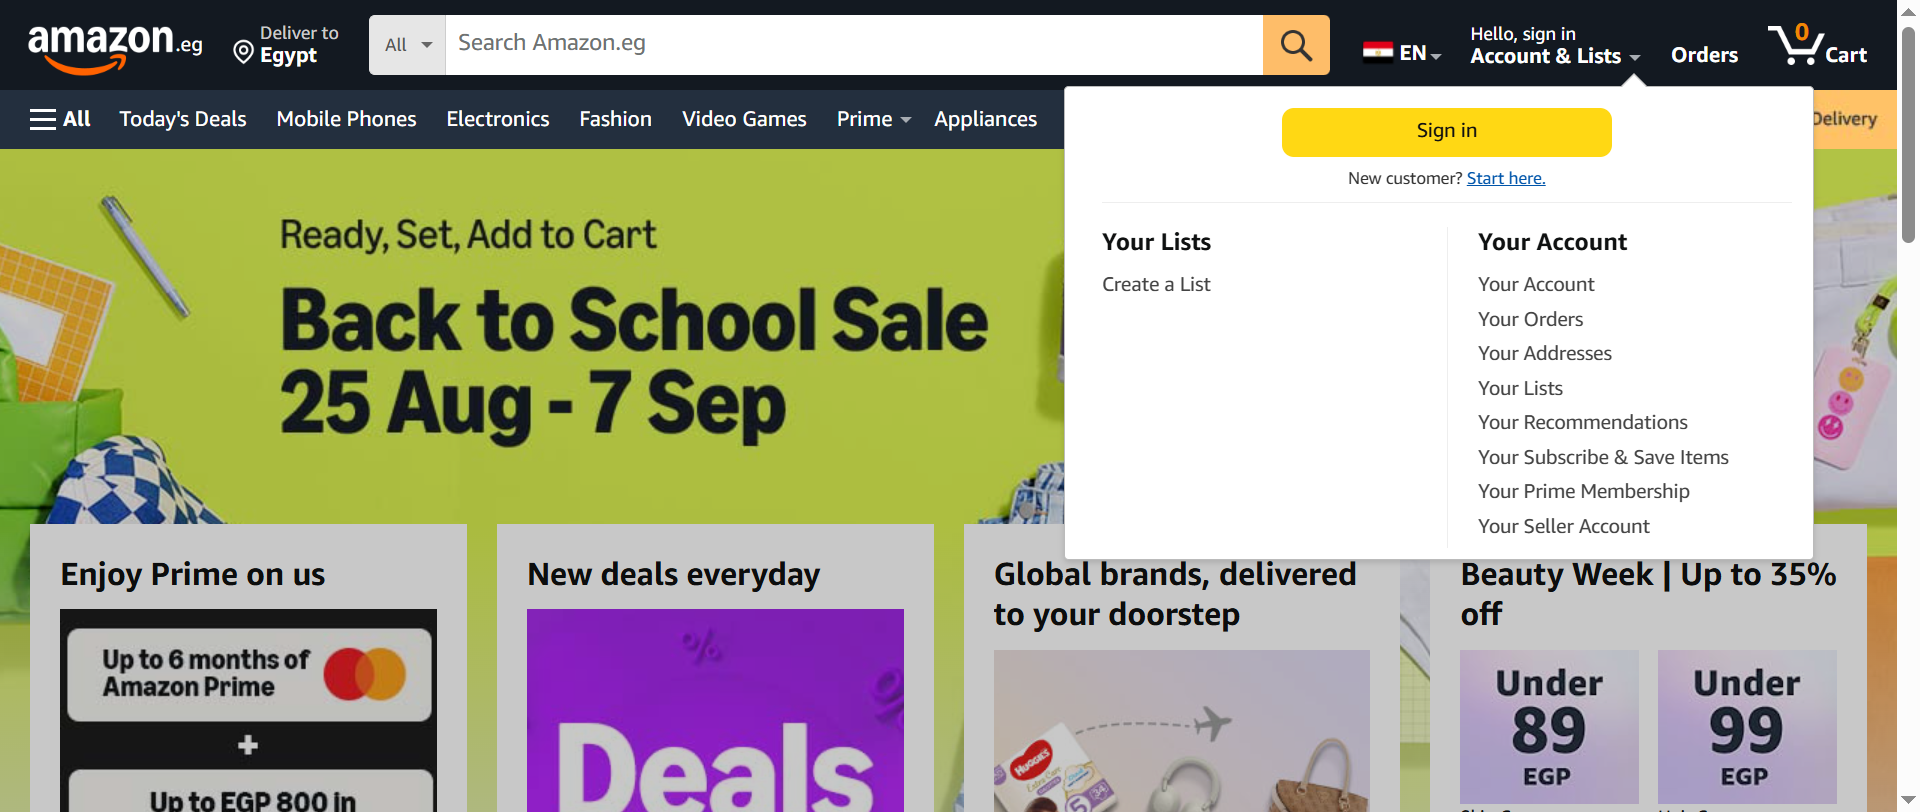 amazon.eg
Deliver to
Egypt
All
Search Amazon.eg
EN
Hello, sign in
Account & Lists
Orders
0
Cart
All
Today's Deals
Mobile Phones
Electronics
Fashion
Video Games
Prime
Appliances
Delivery
Sign in
New customer? Start here.
Your Lists
Create a List
Your Account
Your Account
Your Orders
Your Addresses
Your Lists
Your Recommendations
Your Subscribe & Save Items
Your Prime Membership
Your Seller Account
Ready, Set, Add to Cart
Back to School Sale
25 Aug - 7 Sep
Enjoy Prime on us
Up to 6 months of
Amazon Prime
+
Up to EGP 800 in
New deals everyday
%
Deals
Global brands, delivered
to your doorstep
HUGGIES
Extra Care
5
34
Beauty Week | Up to 35%
off
Under
89
EGP
Under
99
EGP